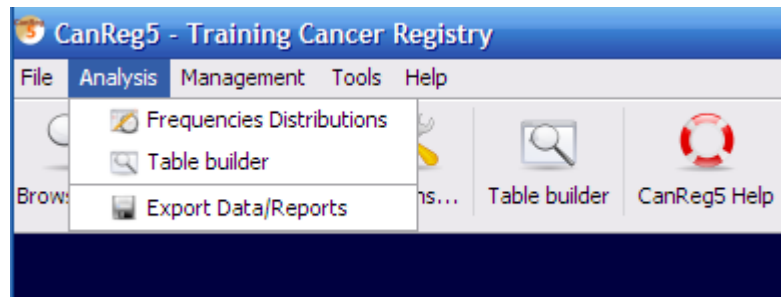 CanReg5 - Training Cancer Registry
File Analysis Management Tools Help
Frequencies Distributions
Table builder
Export Data/Reports
Table builder CanReg5 Help